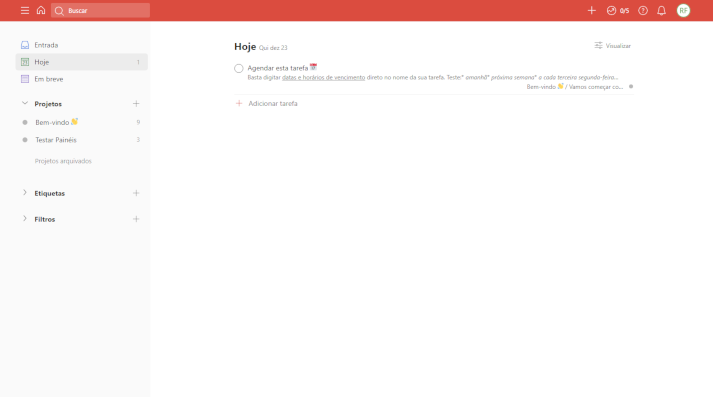 Buscar
0/5
RF
Entrada
Hoje 1
Em breve
Projetos
Bem-vindo 👋 9
Testar Painéis 3
Projetos arquivados
Etiquetas
Filtros
Hoje Qui dez 23
Visualizar
Agendar esta tarefa 📅
Basta digitar datas e horários de vencimento direto no nome da sua tarefa. Teste:" amanhã" próxima semana" a cada terceira segunda-feira...
Bem-vindo 👋 / Vamos começar co...
Adicionar tarefa